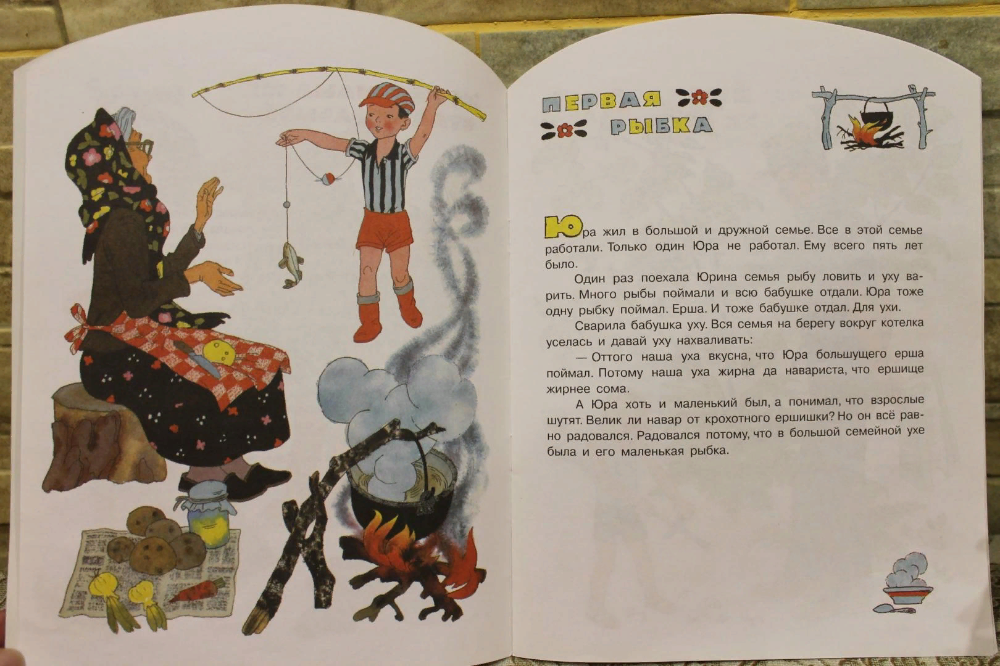 ПЕРВАЯ
РЫБКА
Юра жил в большой и дружной семье. Все в этой семье
работали. Только один Юра не работал. Ему всего пять лет
было.
Один раз поехала Юрина семья рыбу ловить и уху ва-
рить. Много рыбы поймали и всю бабушке отдали. Юра тоже
одну рыбку поймал. Ерша. И тоже бабушке отдал. Для ухи.
Сварила бабушка уху. Вся семья на берегу вокруг котелка
уселась и давай уху нахваливать:
— Оттого наша уха вкусна, что Юра большущего ерша
поймал. Потому наша уха жирна да навариста, что ершище
жирнее сома.
А Юра хоть и маленький был, а понимал, что взрослые
шутят. Велик ли навар от крохотного ершишки? Но он всё рав-
но радовался. Радовался потому, что в большой семейной ухе
была и его маленькая рыбка.